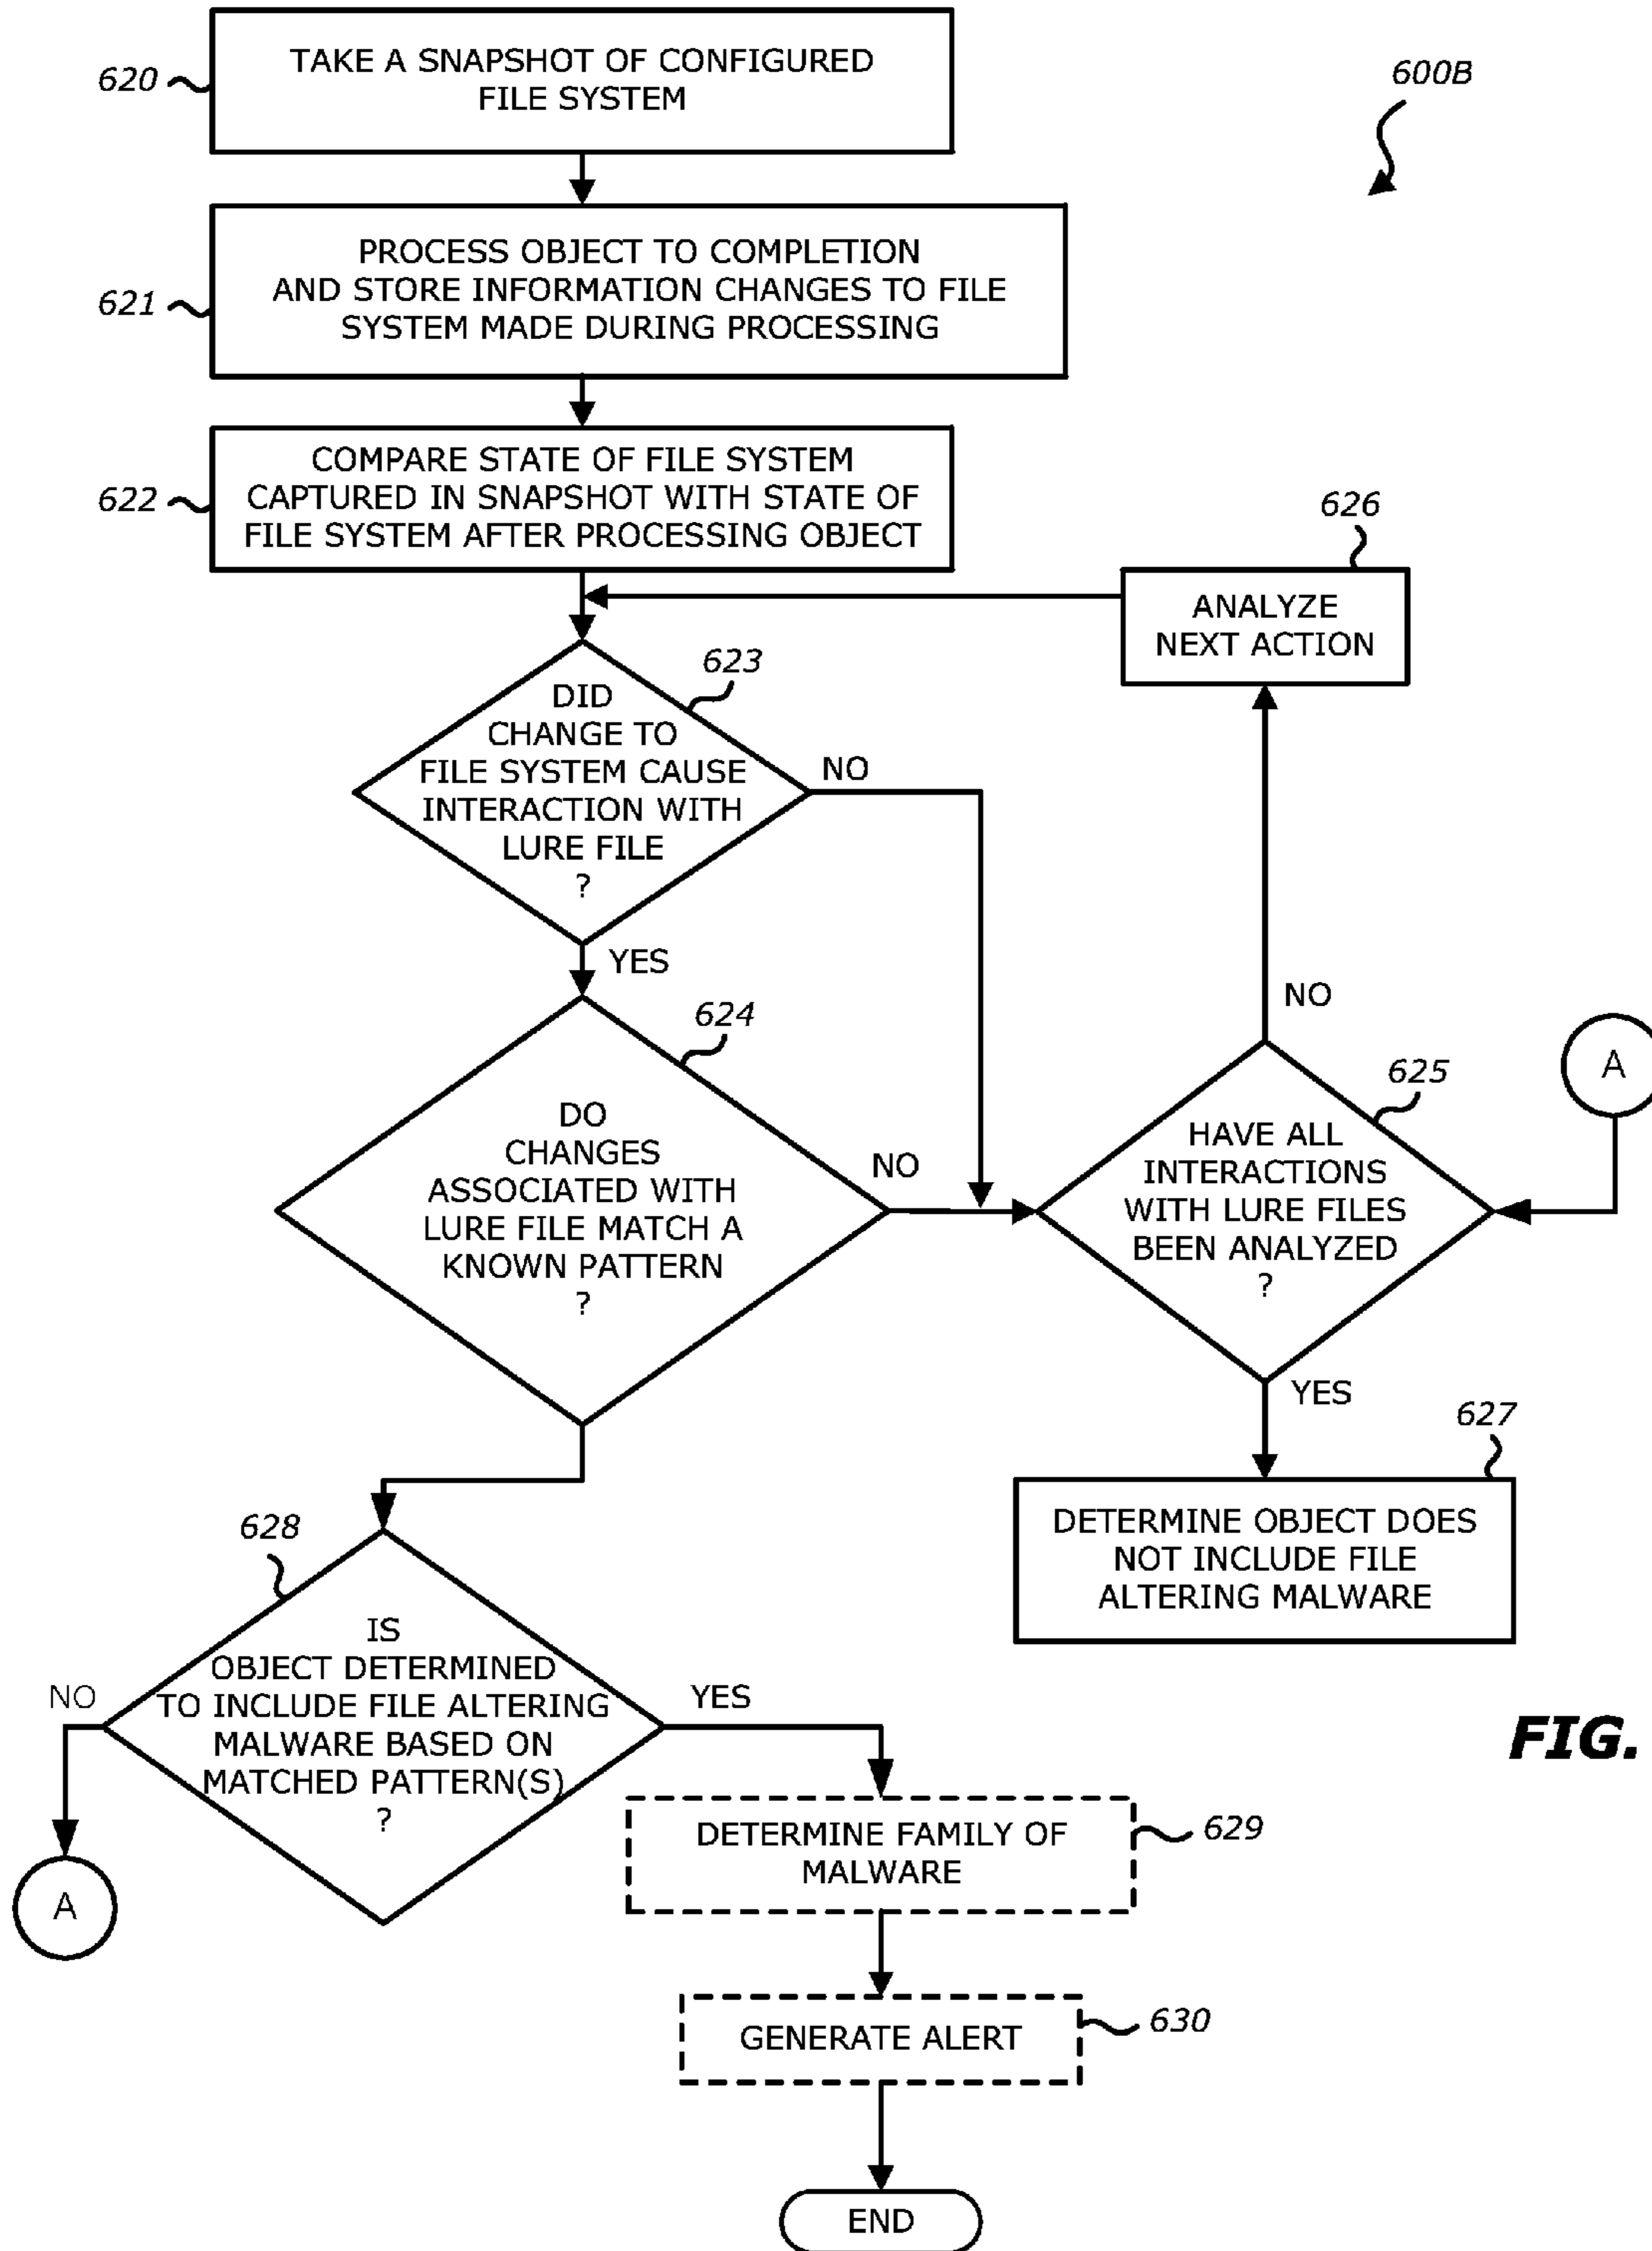 600B
620
TAKE A SNAPSHOT OF CONFIGURED
FILE SYSTEM
621
PROCESS OBJECT TO COMPLETION
AND STORE INFORMATION CHANGES TO FILE
SYSTEM MADE DURING PROCESSING
622
COMPARE STATE OF FILE SYSTEM
CAPTURED IN SNAPSHOT WITH STATE OF
FILE SYSTEM AFTER PROCESSING OBJECT
626
ANALYZE
NEXT ACTION
623
DID
CHANGE TO
FILE SYSTEM CAUSE
INTERACTION WITH
LURE FILE
?
NO
YES
624
DO
CHANGES
ASSOCIATED WITH
LURE FILE MATCH A
KNOWN PATTERN
?
NO
NO
625
A
HAVE ALL
INTERACTIONS
WITH LURE FILES
BEEN ANALYZED
?
YES
627
DETERMINE OBJECT DOES
NOT INCLUDE FILE
ALTERING MALWARE
628
IS
OBJECT DETERMINED
TO INCLUDE FILE ALTERING
MALWARE BASED ON
MATCHED PATTERN(S)
?
NO
YES
A
FIG.
DETERMINE FAMILY OF
MALWARE
629
GENERATE ALERT
630
END